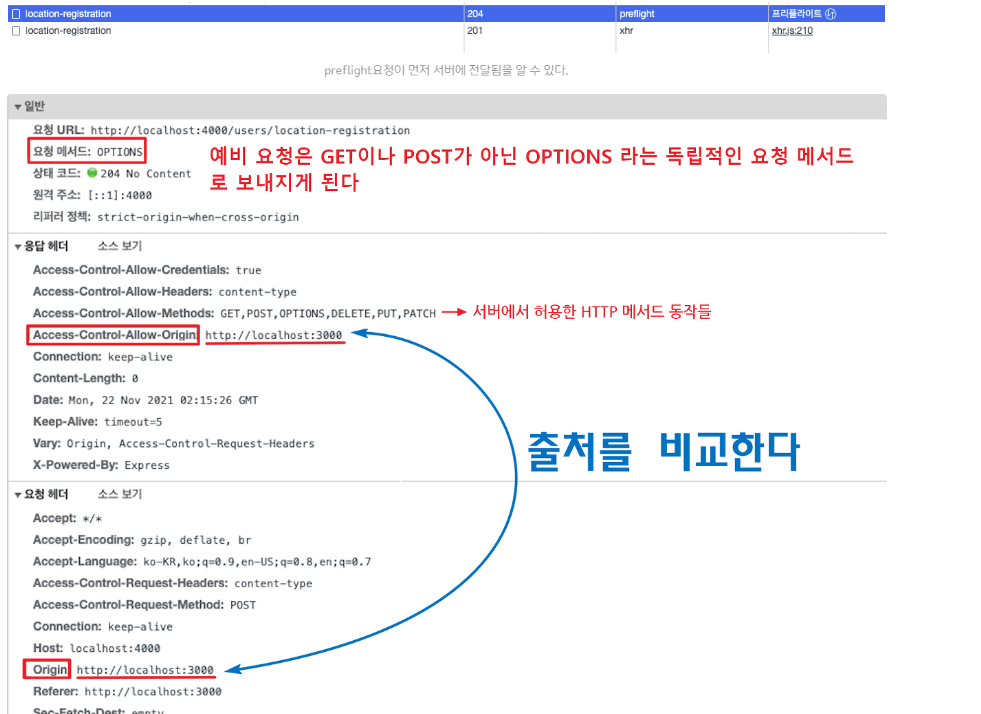 location-registration 204 preflight 프리플라이트
location-registration 201 xhr xhr.js:210
preflight요청이 먼저 서버에 전달됨을 알 수 있다.
▼ 일반
요청 URL: http://localhost:4000/users/location-registration
요청 메서드: OPTIONS
예비 요청은 GET이나 POST가 아닌 OPTIONS 라는 독립적인 요청 메서드
로 보내지게 된다
상태 코드: 204 No Content
원격 주소: [::1]:4000
리퍼러 정책: strict-origin-when-cross-origin
▼ 응답 헤더 소스 보기
Access-Control-Allow-Credentials: true
Access-Control-Allow-Headers: content-type
Access-Control-Allow-Methods: GET,POST,OPTIONS,DELETE,PUT,PATCH → 서버에서 허용한 HTTP 메서드 동작들
Access-Control-Allow-Origin: http://localhost:3000
Connection: keep-alive
Content-Length: 0
Date: Mon, 22 Nov 2021 02:15:26 GMT
Keep-Alive: timeout=5
출처를 비교한다
Vary: Origin, Access-Control-Request-Headers
X-Powered-By: Express
▼ 요청 헤더 소스 보기
Accept: */*
Accept-Encoding: gzip, deflate, br
Accept-Language: ko-KR,ko;q=0.9,en-US;q=0.8,en;q=0.7
Access-Control-Request-Headers: content-type
Access-Control-Request-Method: POST
Connection: keep-alive
Host: localhost:4000
Origin: http://localhost:3000
Referer: http://localhost:3000
Sec-Fetch-Dest: empty